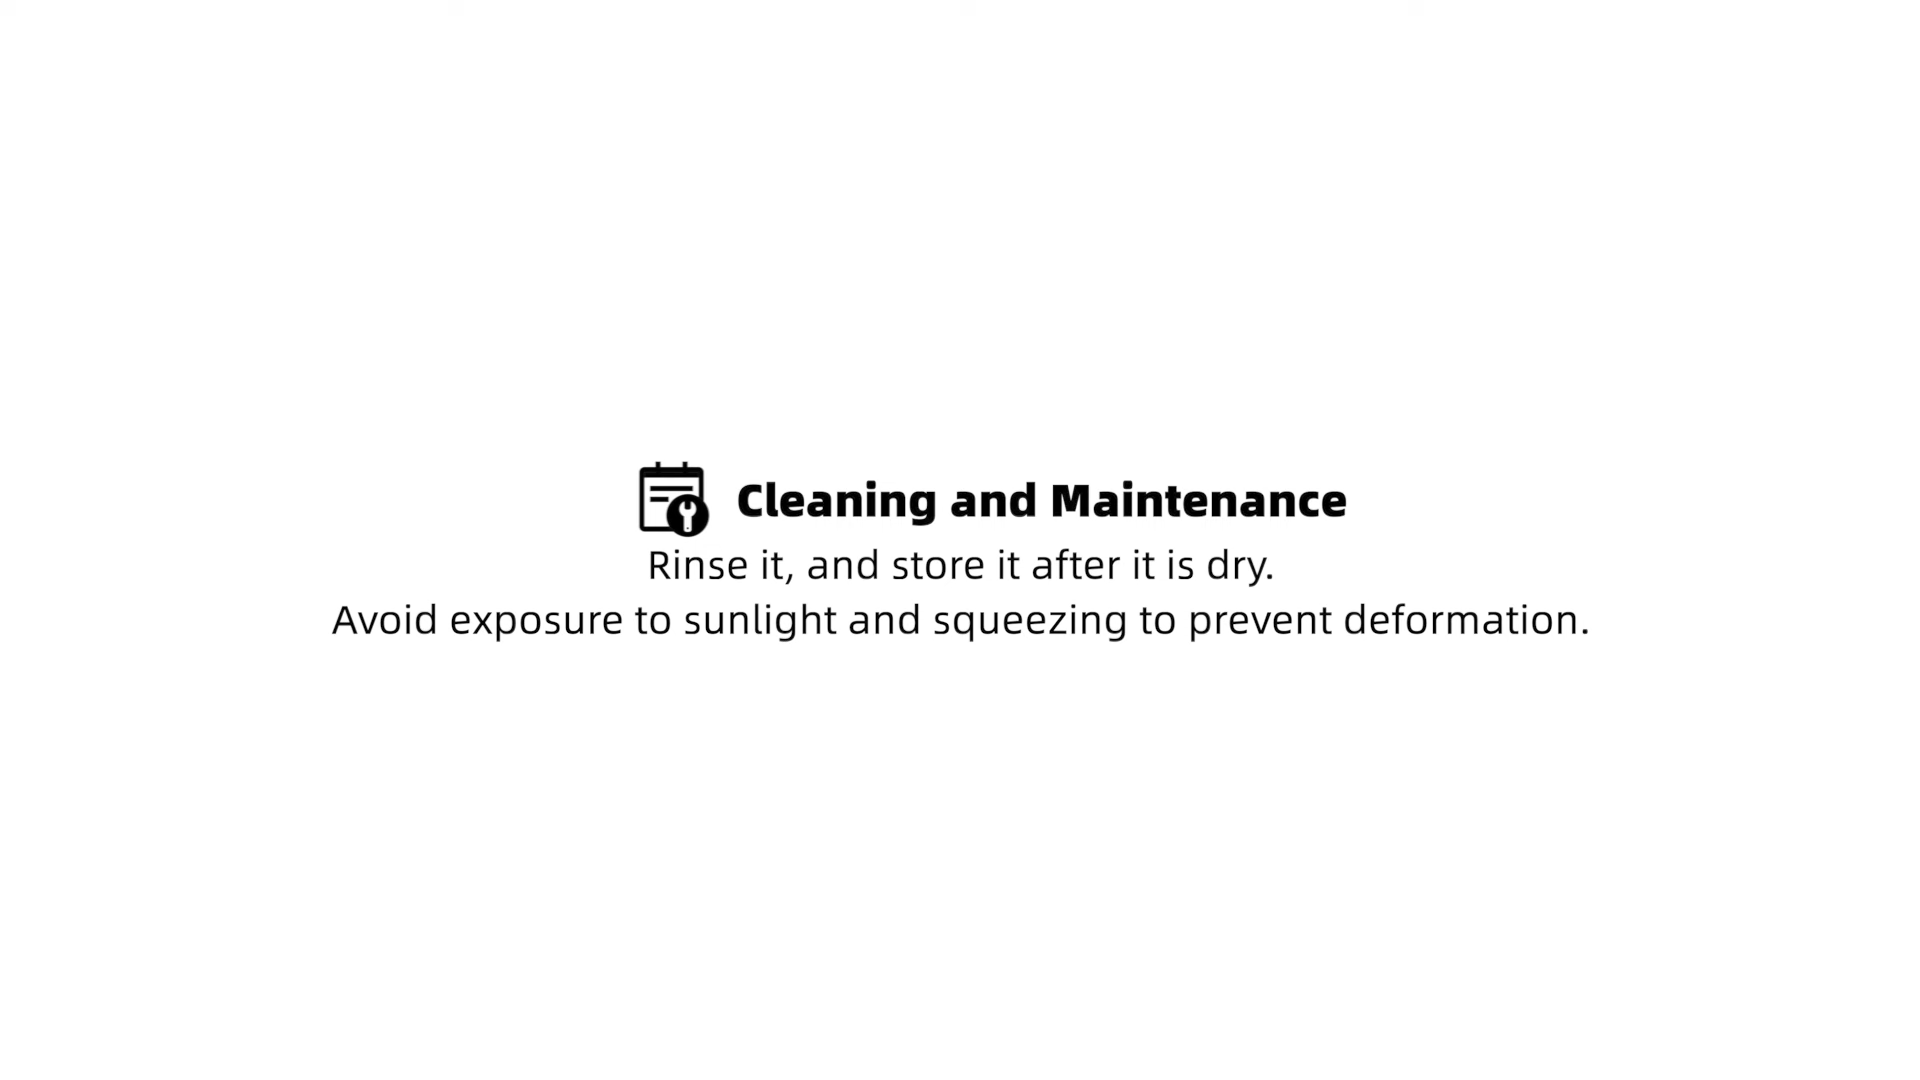 Cleaning and Maintenance
Rinse it, and store it after it is dry.
Avoid exposure to sunlight and squeezing to prevent deformation.